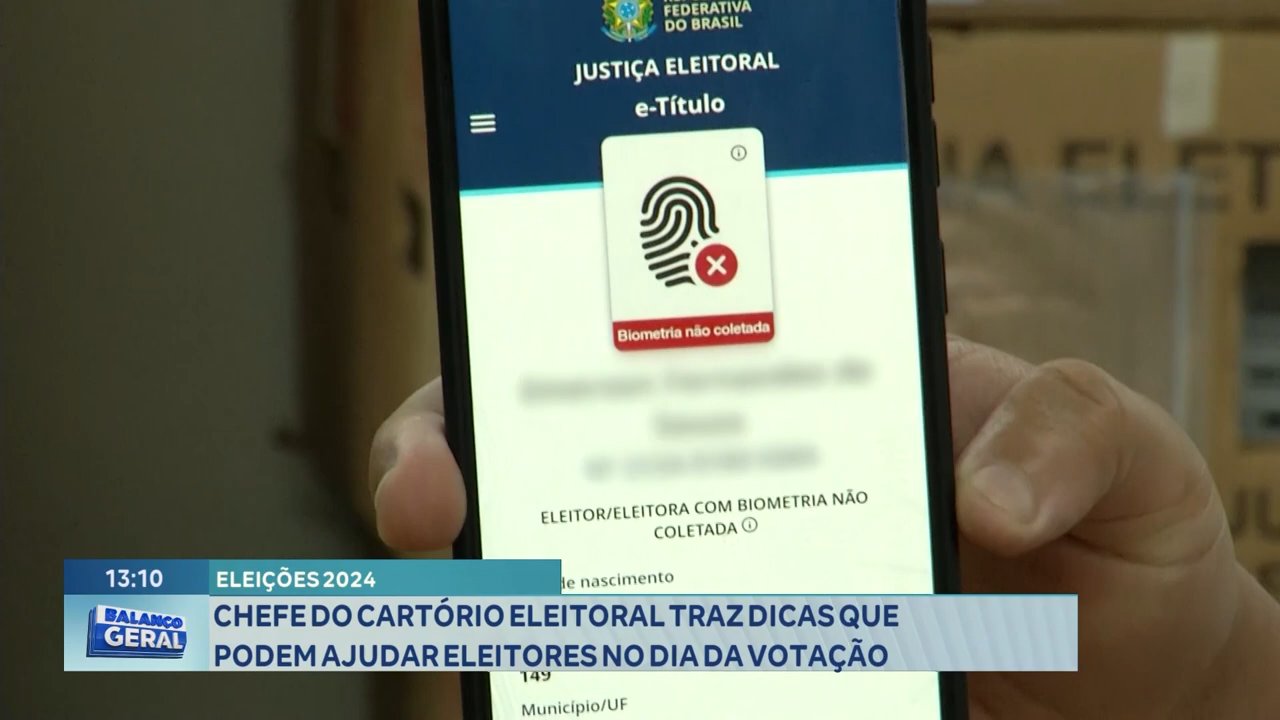 FEDERATIVA
DO BRASIL
JUSTIÇA ELEITORAL
e-Título
Biometria não coletada
ELEITOR/ELEITORA COM BIOMETRIA NÃO
COLETADA
de nascimento
13:10
ELEIÇÕES 2024
BALANÇO
GERAL
CHEFE DO CARTÓRIO ELEITORAL TRAZ DICAS QUE
PODEM AJUDAR ELEITORES NO DIA DA VOTAÇÃO
149
Município/UF